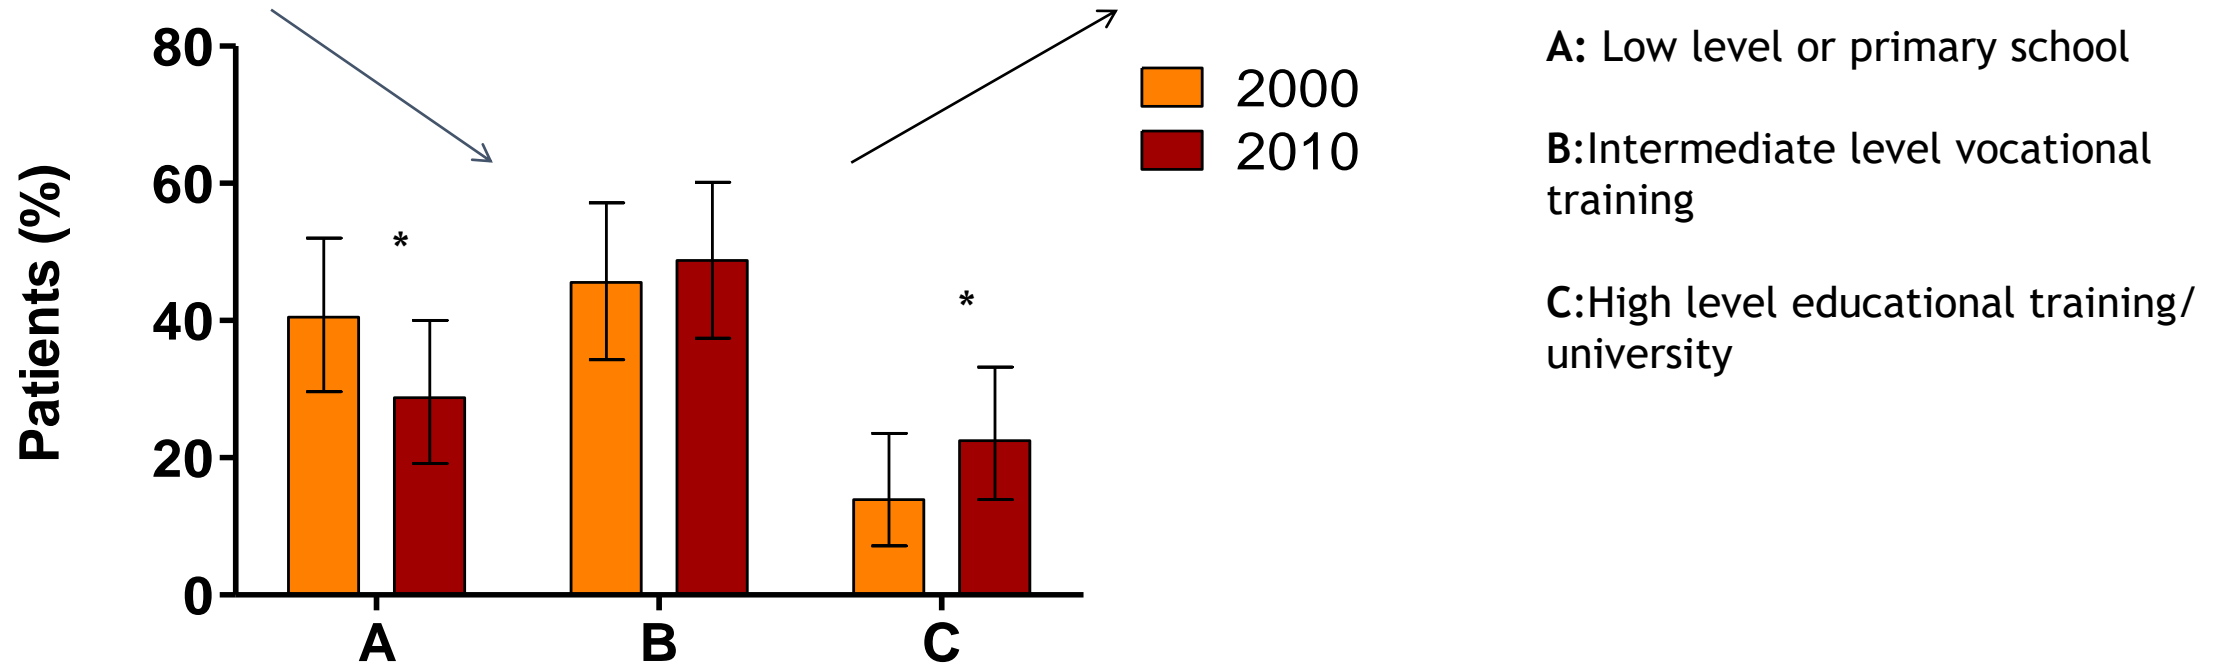 80
60
40
20
0
Patients (%)
*
*
A
B
C
2000
2010
A: Low level or primary school
B:Intermediate level vocational
training
C:High level educational training/
university